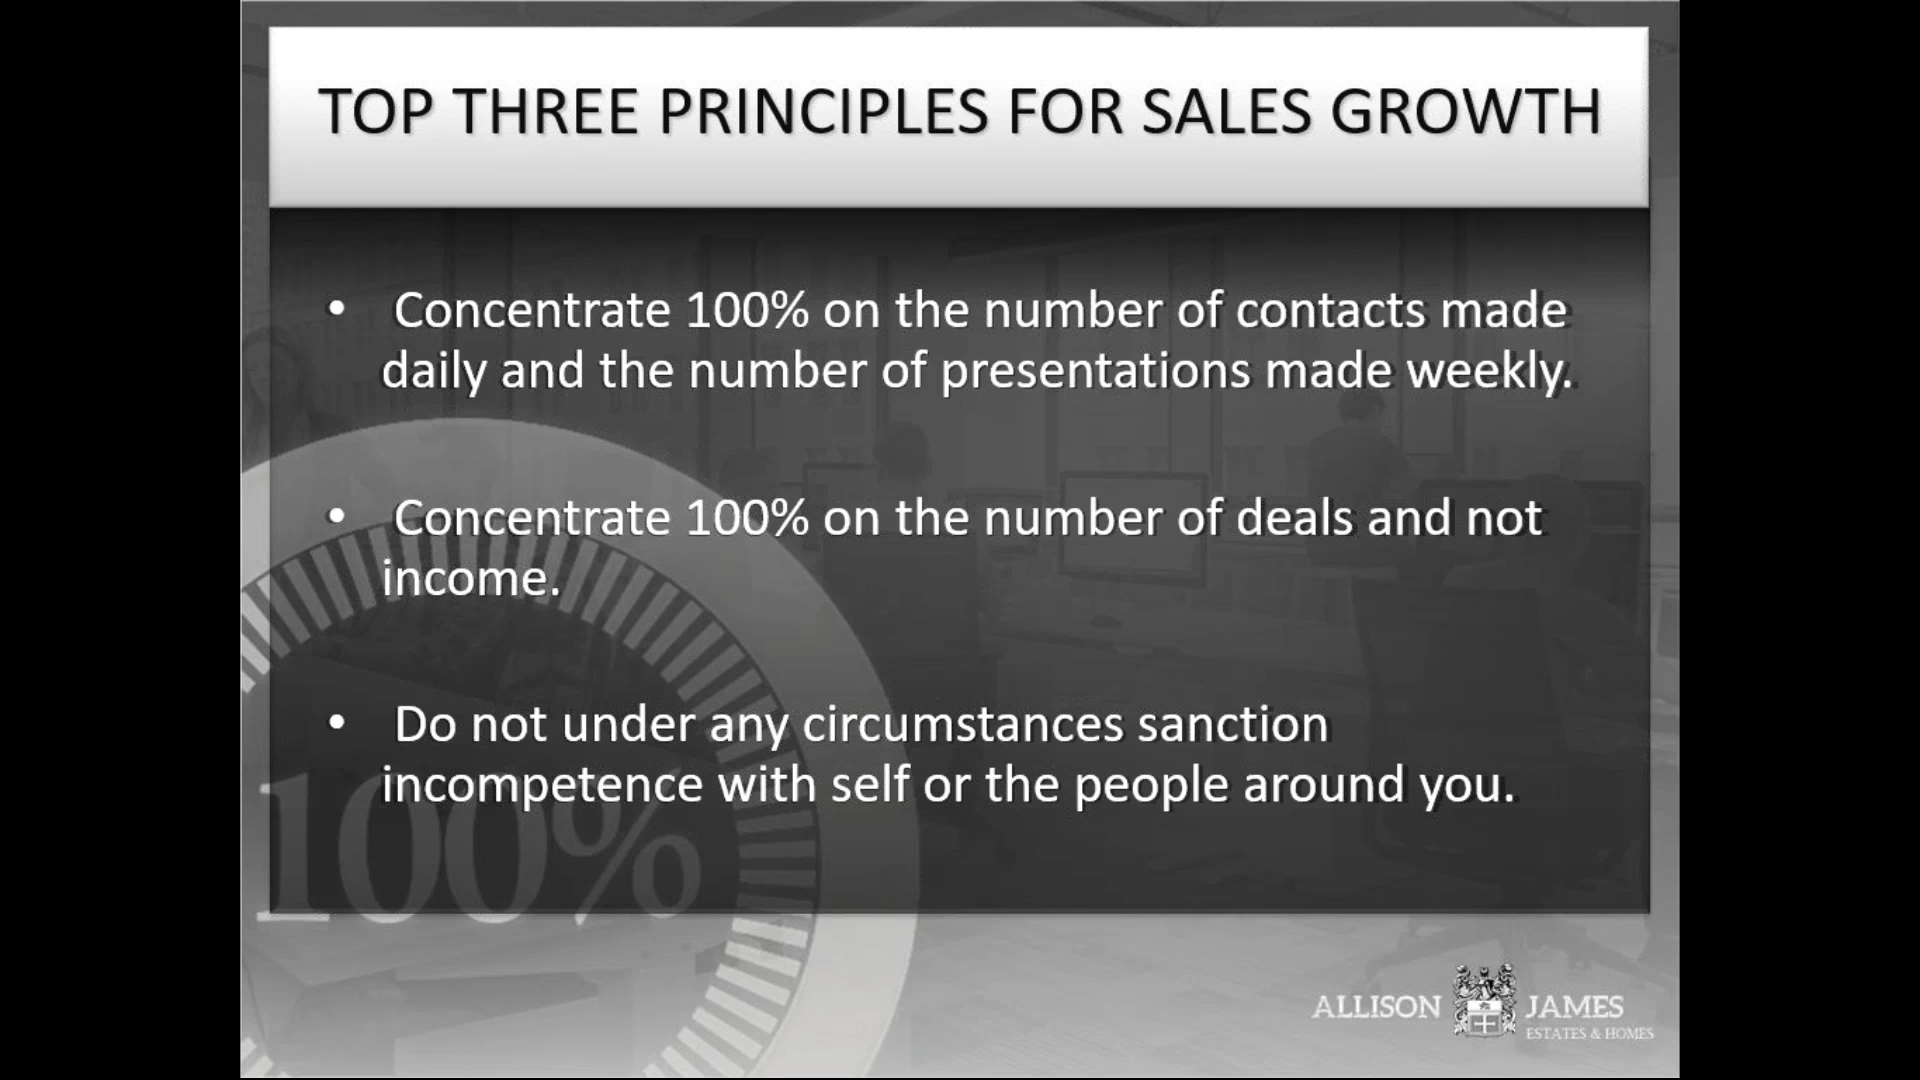 TOP THREE PRINCIPLES FOR SALES GROWTH
• Concentrate 100% on the number of contacts made
daily and the number of presentations made weekly.
• Concentrate 100% on the number of deals and not
income.
• Do not under any circumstances sanction
incompetence with self or the people around you.
100%
ALLISON JAMES
ESTATES & HOMES